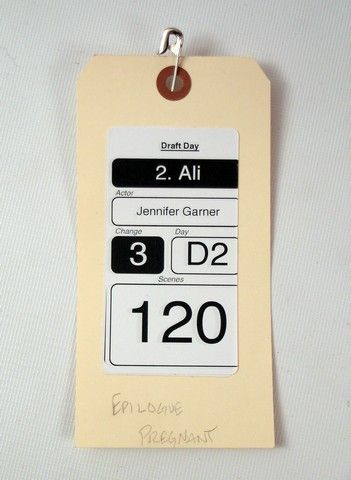 Draft Day
2. Ali
Actor
Jennifer Garner
Change Day
3 D2
Scenes
120
EPILOGUE
PREGNANT